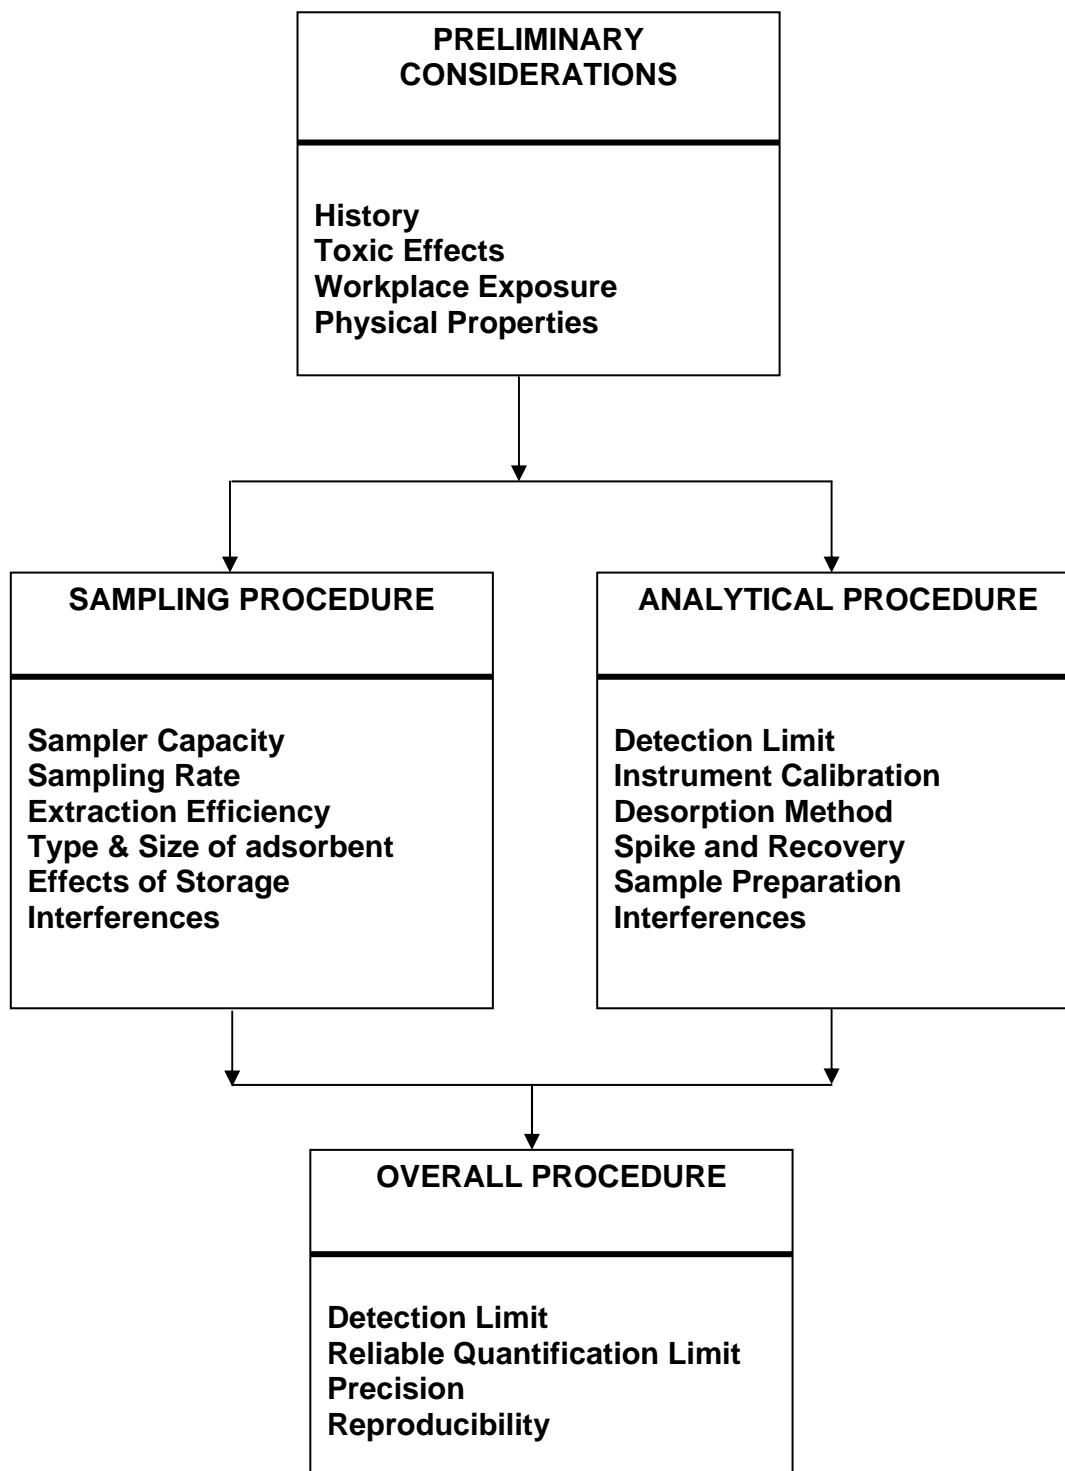 PRELIMINARY
CONSIDERATIONS
History
Toxic Effects
Workplace Exposure
Physical Properties
SAMPLING PROCEDURE
Sampler Capacity
Sampling Rate
Extraction Efficiency
Type & Size of adsorbent
Effects of Storage
Interferences
ANALYTICAL PROCEDURE
Detection Limit
Instrument Calibration
Desorption Method
Spike and Recovery
Sample Preparation
Interferences
OVERALL PROCEDURE
Detection Limit
Reliable Quantification Limit
Precision
Reproducibility